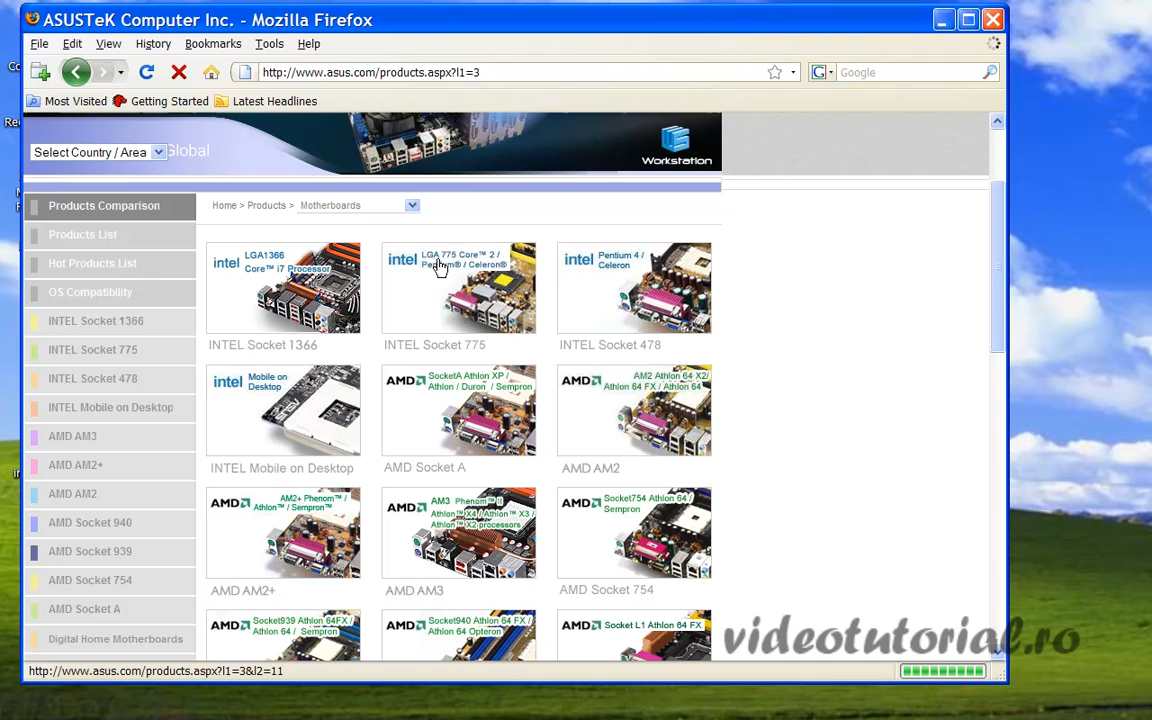 ASUSTeK Computer Inc. - Mozilla Firefox
File Edit View History Bookmarks Tools Help
http://www.asus.com/products.aspx?l1=3
Google
Most Visited Getting Started Latest Headlines
Select Country / Area
Global
Workstation
Products Comparison
Home > Products > Motherboards
Products List
Hot Products List
OS Compatibility
INTEL Socket 1366
INTEL Socket 775
INTEL Socket 478
INTEL Mobile on Desktop
AMD AM3
AMD AM2+
AMD AM2
AMD Socket 940
AMD Socket 939
AMD Socket 754
AMD Socket A
Digital Home Motherboards
intel LGA1366
Core™ i7 Processor
INTEL Socket 1366
intel LGA 775 Core™ 2 /
Pentium® / Celeron®
INTEL Socket 775
intel Pentium 4 /
Celeron
INTEL Socket 478
intel Mobile on
Desktop
INTEL Mobile on Desktop
AMD SocketA Athlon XP /
Athlon / Duron / Sempron
AMD Socket A
AMD AM2 Athlon 64 X2/
Athlon 64 FX / Athlon 64
AMD AM2
AMD AM2+ Phenom™ /
Athlon™ / Sempron™
AMD AM2+
AMD AM3 Phenom™ II
Athlon™ X4 / Athlon™ X3 /
Athlon™ X2 processors
AMD AM3
AMD Socket754 Athlon 64 /
Sempron
AMD Socket 754
AMD Socket939 Athlon 64FX /
Athlon 64 / Sempron
AMD Socket940 Athlon 64 FX /
Athlon 64 Opteron
AMD Socket L1 Athlon 64 FX
videotutorial.ro
http://www.asus.com/products.aspx?l1=3&l2=11